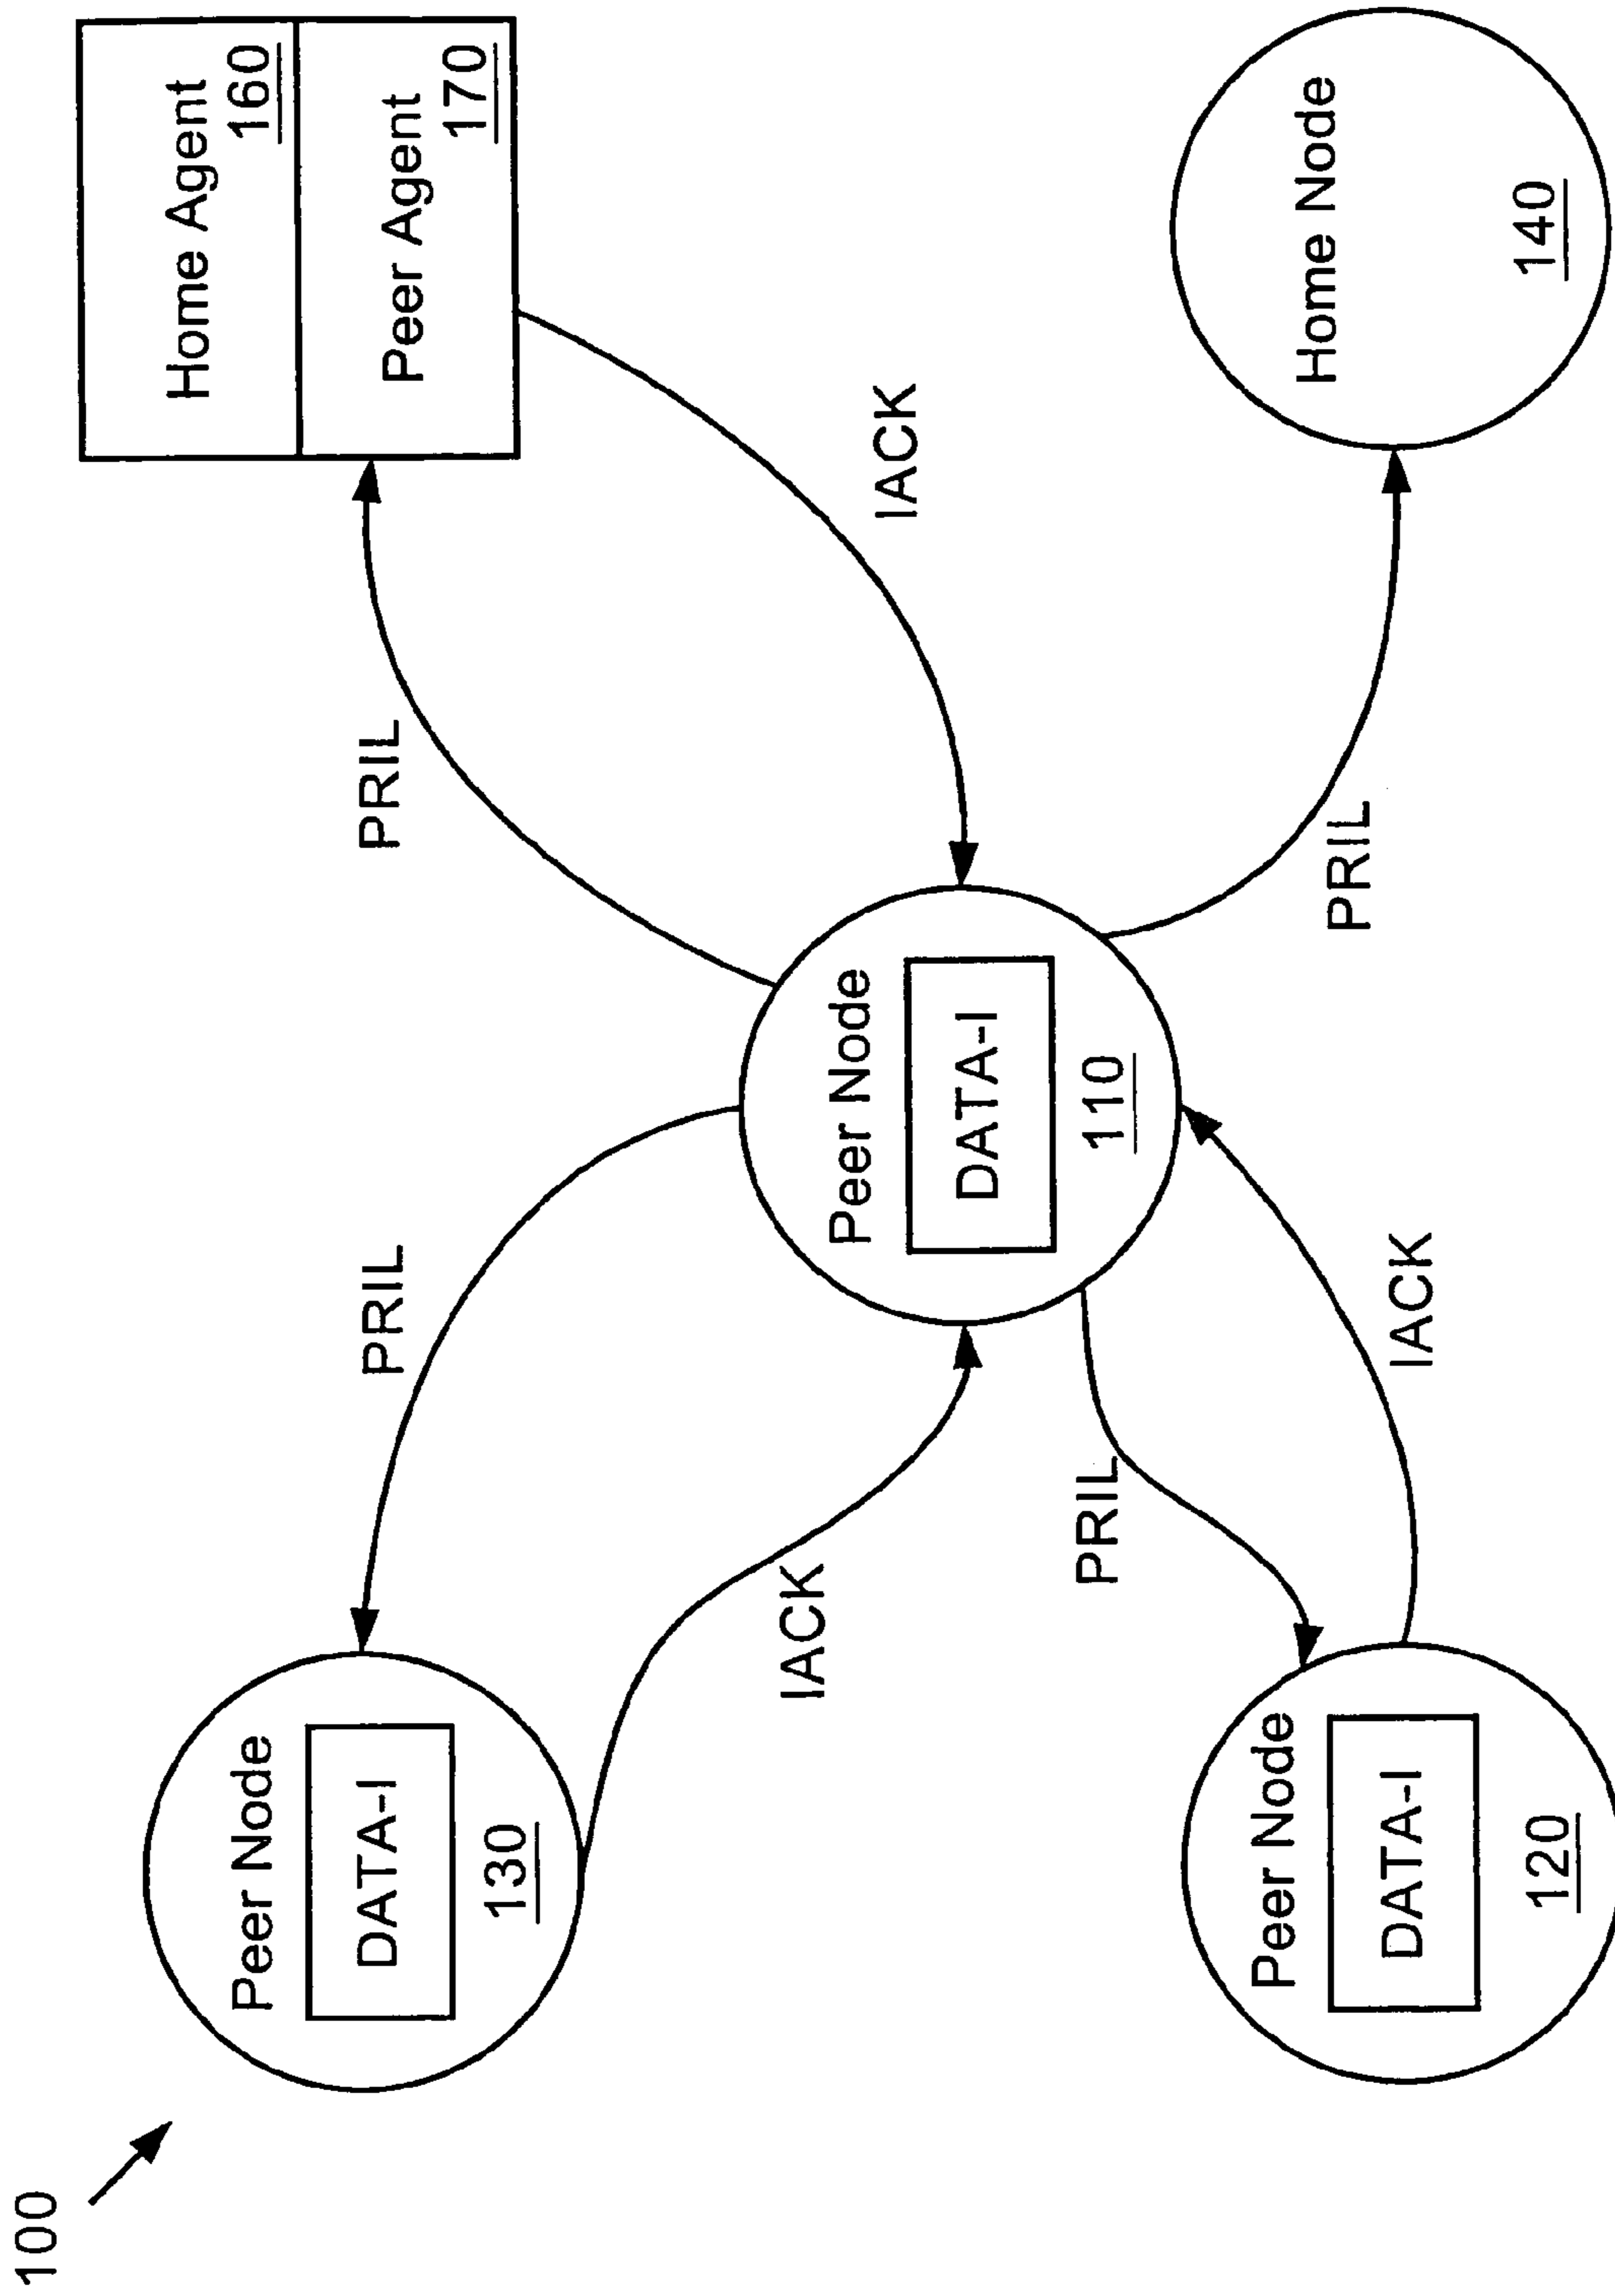 100
Peer Node
DATA-I
130
PRIL
PRIL
Home Agent
160
Peer Agent
170
IACK
Peer Node
DATA-I
110
IACK
PRIL
Peer Node
DATA-I
120
IACK
PRIL
Home Node
140